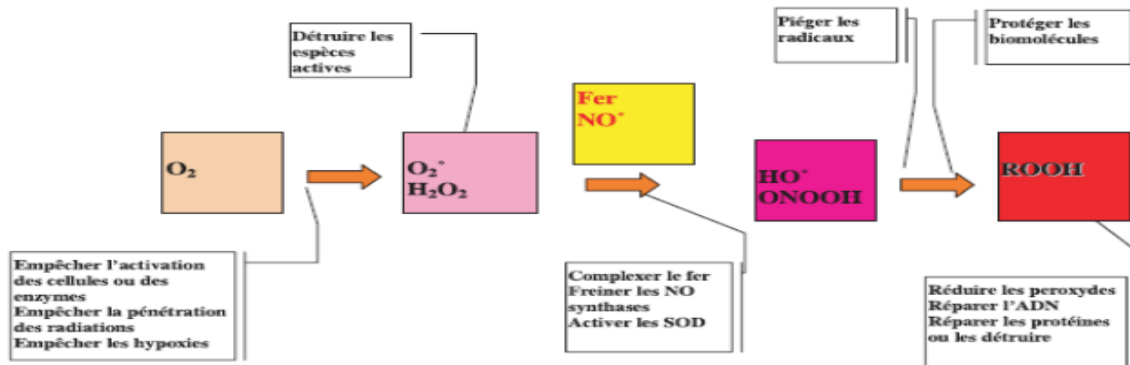 Détruire les
espèces
actives
Piéger les
radicaux
Protéger les
biomolécules
Fer
NO°
O₂
O₂°
H₂O₂
HO°
ONOOH
ROOH
Empêcher l'activation
des cellules ou des
enzymes
Empêcher la pénétration
des radiations
Empêcher les hypoxies
Complexer le fer
Freiner les NO
synthases
Activer les SOD
Réduire les peroxydes
Réparer l'ADN
Réparer les protéines
ou les détruire